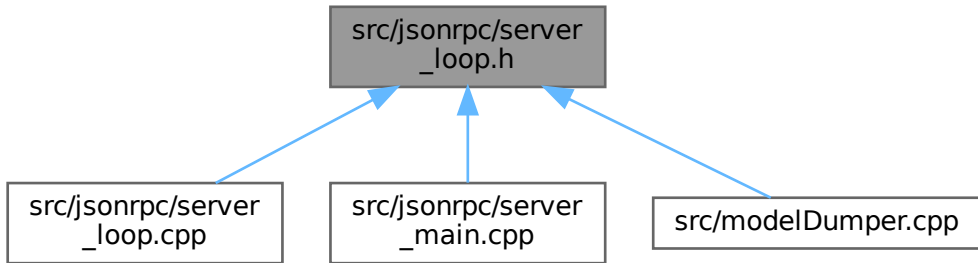 src/jsonrpc/server
_loop.h
src/jsonrpc/server
_loop.cpp
src/jsonrpc/server
_main.cpp
src/modelDumper.cpp